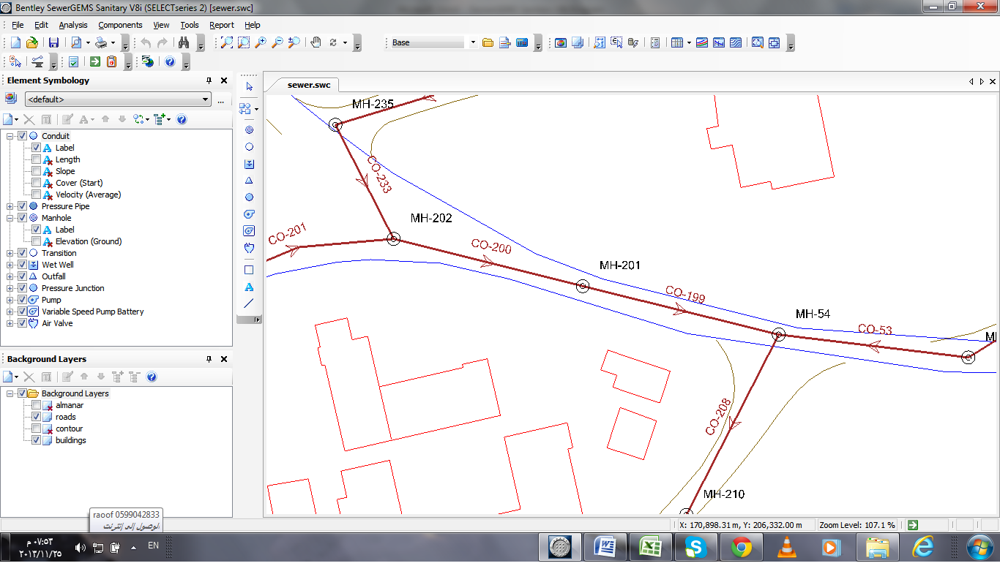 Bentley SewerGEMS Sanitary V8i (SELECTseries 2) [sewer.swc]
File Edit Analysis Components View Tools Report Help
Base
Element Symbology
<default>
...
Conduit
Label
Length
Slope
Cover (Start)
Velocity (Average)
Pressure Pipe
Manhole
Label
Elevation (Ground)
Transition
Wet Well
Outfall
Pressure Junction
Pump
Variable Speed Pump Battery
Air Valve
Background Layers
Background Layers
almanar
roads
contour
buildings
sewer.swc
MH-235
CO-233
MH-202
CO-201
CO-200
MH-201
CO-199
MH-54
CO-53
CO-208
MH-210
X: 170,898.31 m, Y: 206,332.00 m
Zoom Level: 107.1 %
raoof 0599042833
الوصول إلى إنترنت
٠٧:٥٣ م
٢٠١٣/١١/٢٥
EN